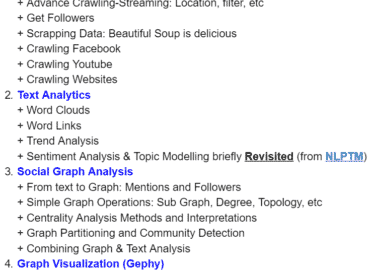 + Advance Crawling-Streaming: Location, filter, etc
+ Get Followers
+ Scrapping Data: Beautiful Soup is delicious
+ Crawling Facebook
+ Crawling Youtube
+ Crawling Websites
2. Text Analytics
+ Word Clouds
+ Word Links
+ Trend Analysis
+ Sentiment Analysis & Topic Modelling briefly Revisited (from NLPTM)
3. Social Graph Analysis
+ From text to Graph: Mentions and Followers
+ Simple Graph Operations: Sub Graph, Degree, Topology, etc
+ Centrality Analysis Methods and Interpretations
+ Graph Partitioning and Community Detection
+ Combining Graph & Text Analysis
4. Graph Visualization (Gephy)